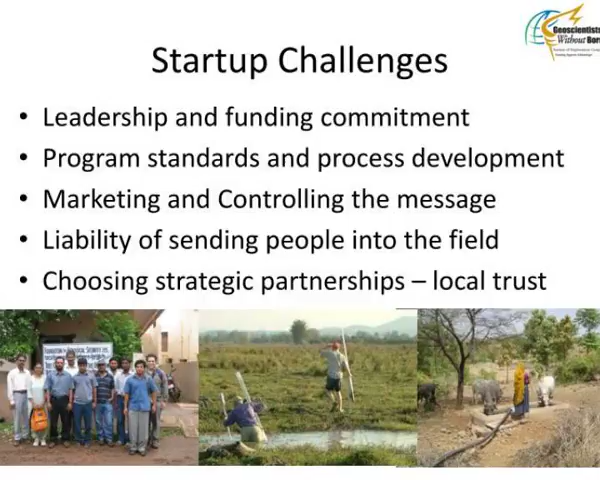 Geoscientists
Without Bor
Startup Challenges
• Leadership and funding commitment
• Program standards and process development
• Marketing and Controlling the message
• Liability of sending people into the field
• Choosing strategic partnerships – local trust